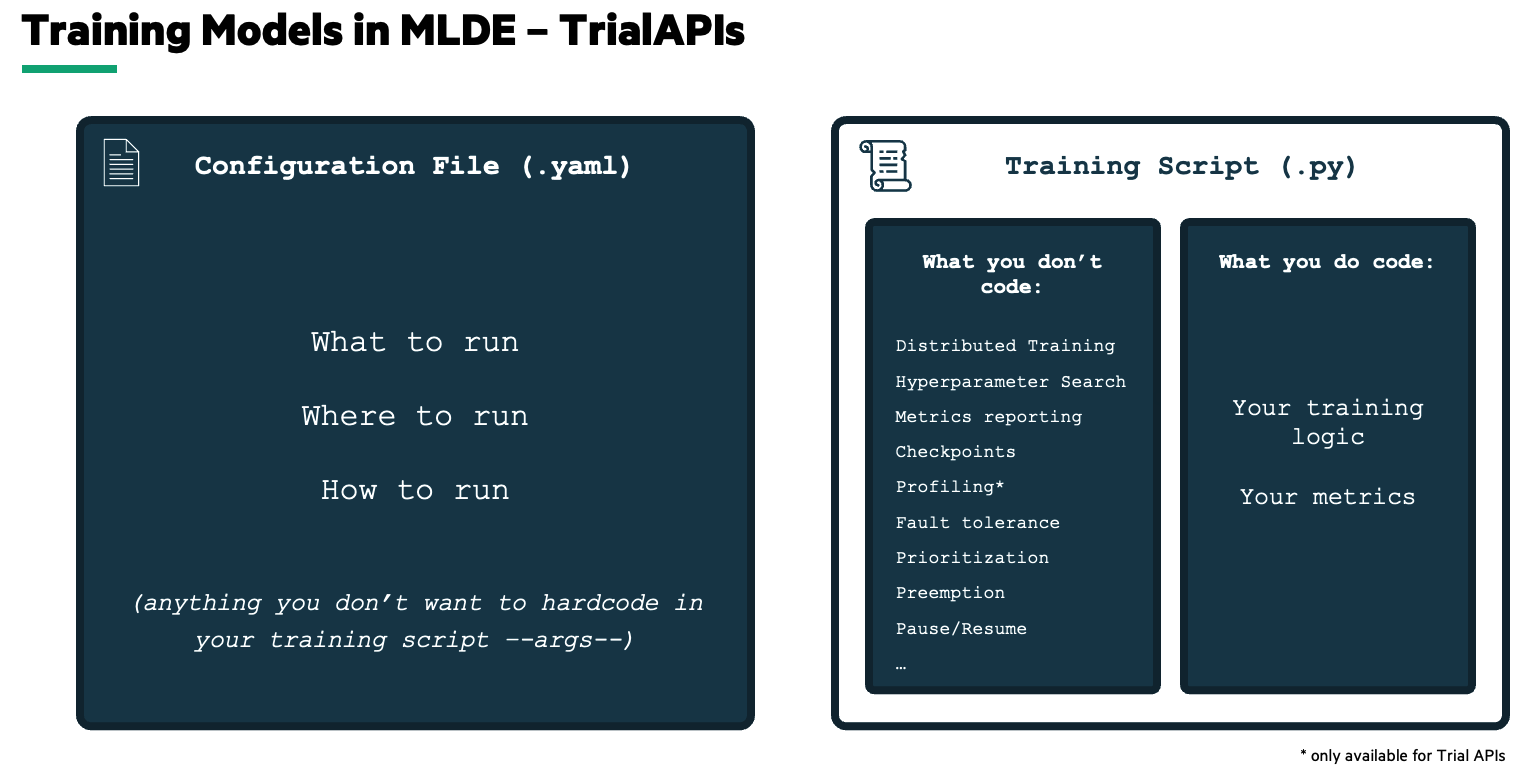 Training Models in MLDE – TrialAPIs
Configuration File (.yaml)
What to run
Where to run
How to run
(anything you don’t want to hardcode in
your training script --args--)
Training Script (.py)
What you don’t
code:
Distributed Training
Hyperparameter Search
Metrics reporting
Checkpoints
Profiling*
Fault tolerance
Prioritization
Preemption
Pause/Resume
…
What you do code:
Your training
logic
Your metrics
* only available for Trial APIs